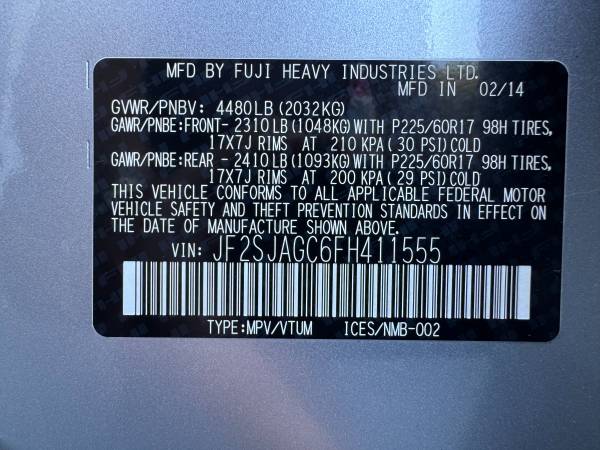 MFD BY FUJI HEAVY INDUSTRIES LTD.
MFD IN 02/14
GVWR/PNBV: 4480LB(2032KG)
GAWR/PNBE:FRONT- 2310LB(1048KG)WITH P225/60R17 98H TIRES,
17X7J RIMS AT 210 KPA( 30 PSI)COLD
GAWR/PNBE:REAR - 2410LB(1093KG)WITH P225/60R17 98H TIRES,
17X7J RIMS AT 200 KPA( 29 PSI)COLD
THIS VEHICLE CONFORMS TO ALL APPLICABLE FEDERAL MOTOR
VEHICLE SAFETY AND THEFT PREVENTION STANDARDS IN EFFECT ON
THE DATE OF MANUFACTURE SHOWN ABOVE.
VIN: JF2SJAGC6FH411555
TYPE:MPV/VTUM ICES/NMB-002